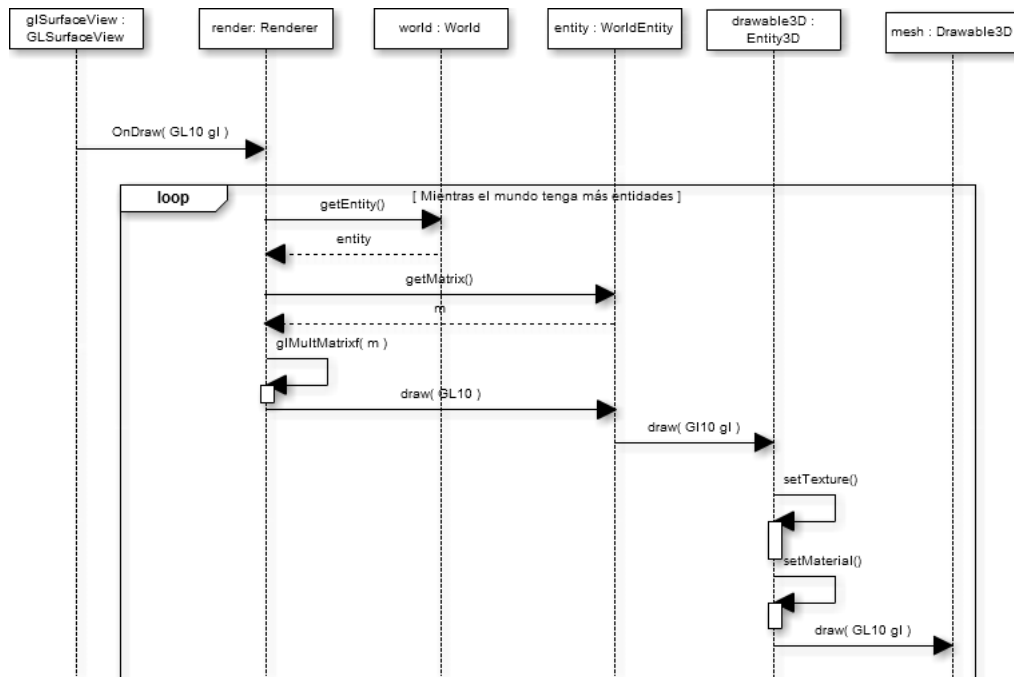 glSurfaceView :
GLSurfaceView
render: Renderer
world : World
entity : WorldEntity
drawable3D :
Entity3D
mesh : Drawable3D
OnDraw( GL10 gl )
loop
[ Mientras el mundo tenga más entidades ]
getEntity()
entity
getMatrix()
m
glMultMatrixf( m )
draw( GL10 )
draw( Gl10 gl )
setTexture()
setMaterial()
draw( GL10 gl )